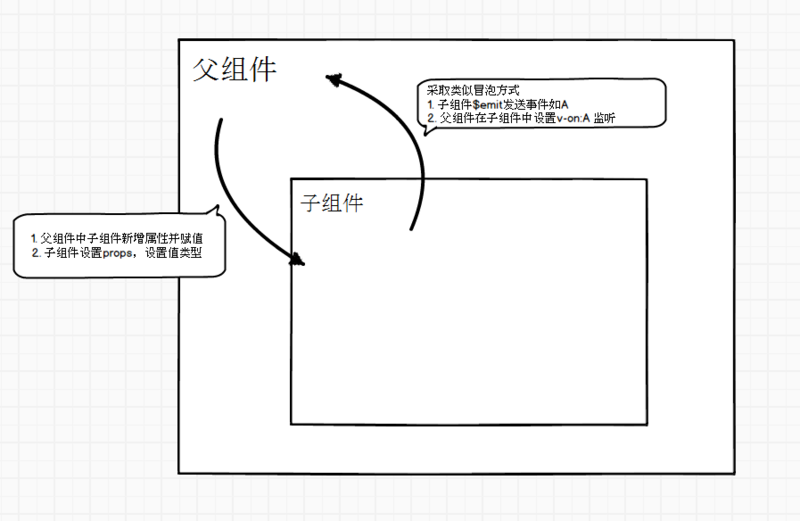 父组件
采取类似冒泡方式
1. 子组件$emit发送事件如A
2. 父组件在子组件中设置v-on:A 监听
子组件
1. 父组件中子组件新增属性并赋值
2. 子组件设置props，设置值类型